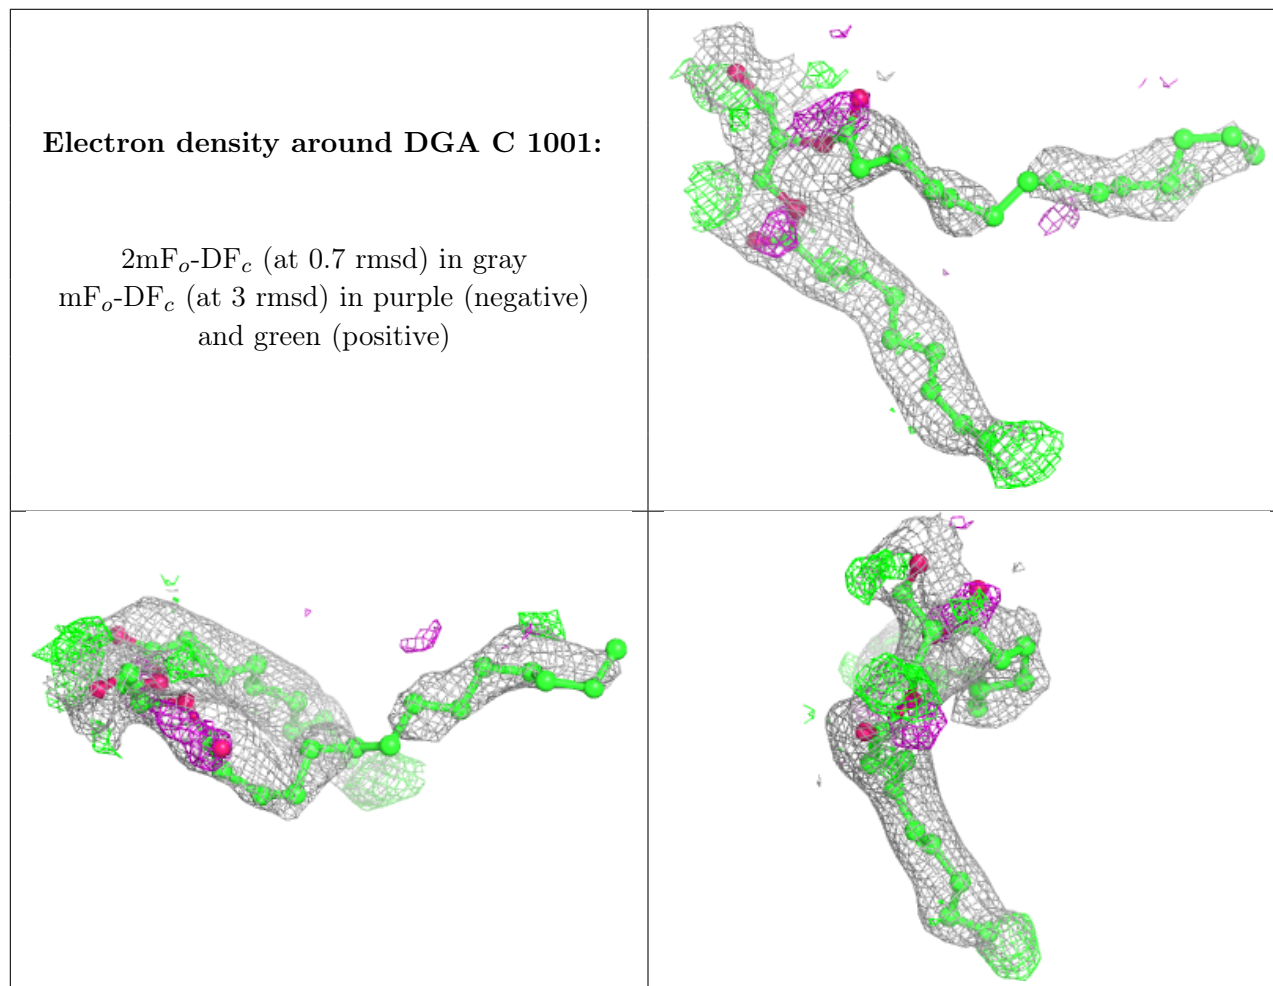 Electron density around DGA C 1001:
2mFₒ-DF𝒸 (at 0.7 rmsd) in gray
mFₒ-DF𝒸 (at 3 rmsd) in purple (negative)
and green (positive)